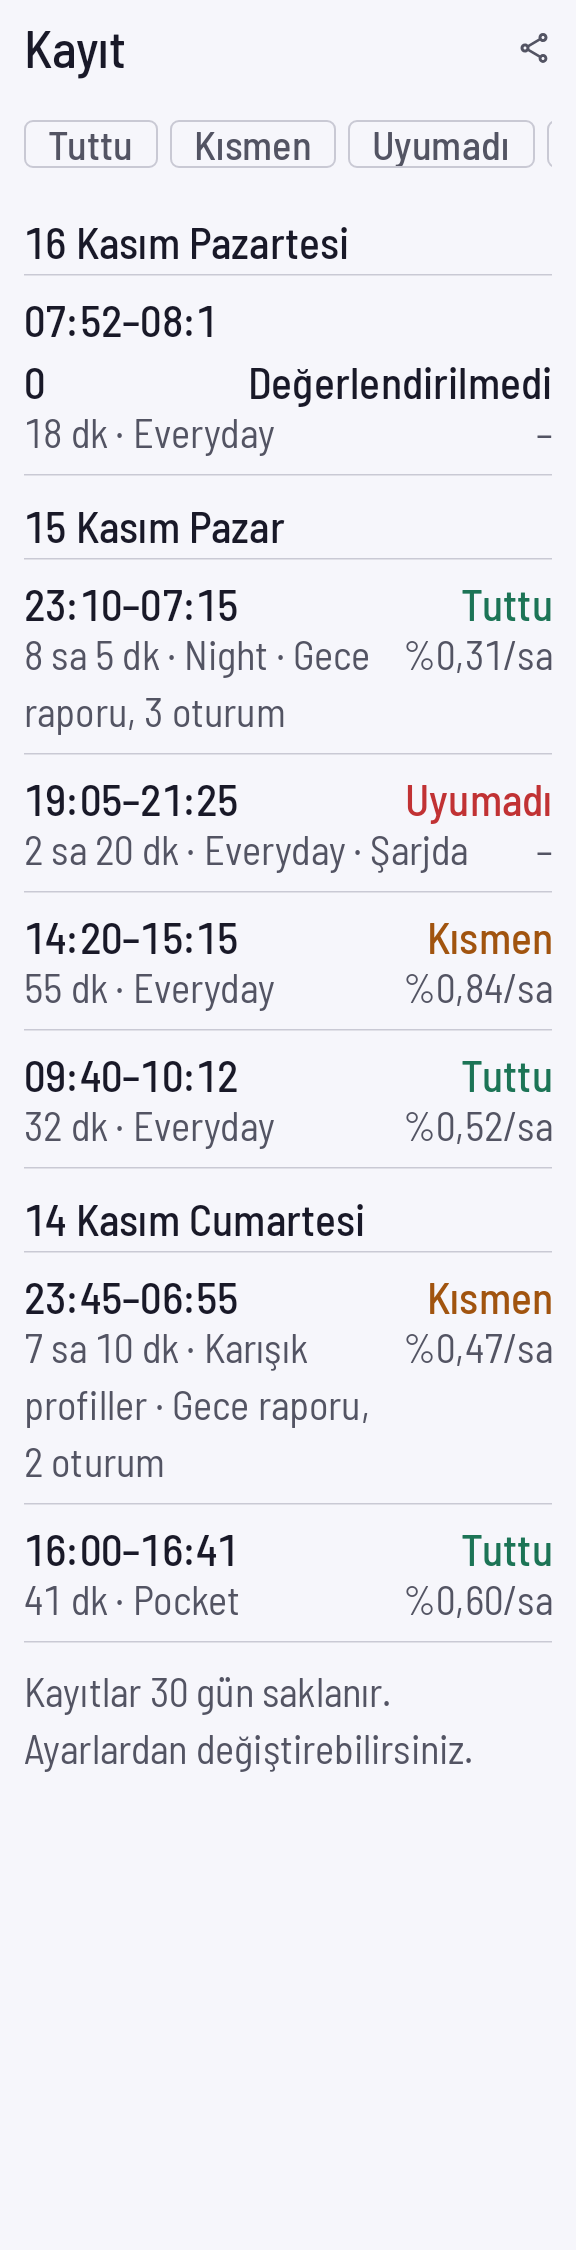 Kayıt
Tuttu Kısmen Uyumadı
16 Kasım Pazartesi
07:52–08:1
0 Değerlendirilmedi
18 dk · Everyday –
15 Kasım Pazar
23:10–07:15 Tuttu
8 sa 5 dk · Night · Gece %0,31/sa
raporu, 3 oturum
19:05–21:25 Uyumadı
2 sa 20 dk · Everyday · Şarjda –
14:20–15:15 Kısmen
55 dk · Everyday %0,84/sa
09:40–10:12 Tuttu
32 dk · Everyday %0,52/sa
14 Kasım Cumartesi
23:45–06:55 Kısmen
7 sa 10 dk · Karışık %0,47/sa
profiller · Gece raporu,
2 oturum
16:00–16:41 Tuttu
41 dk · Pocket %0,60/sa
Kayıtlar 30 gün saklanır.
Ayarlardan değiştirebilirsiniz.